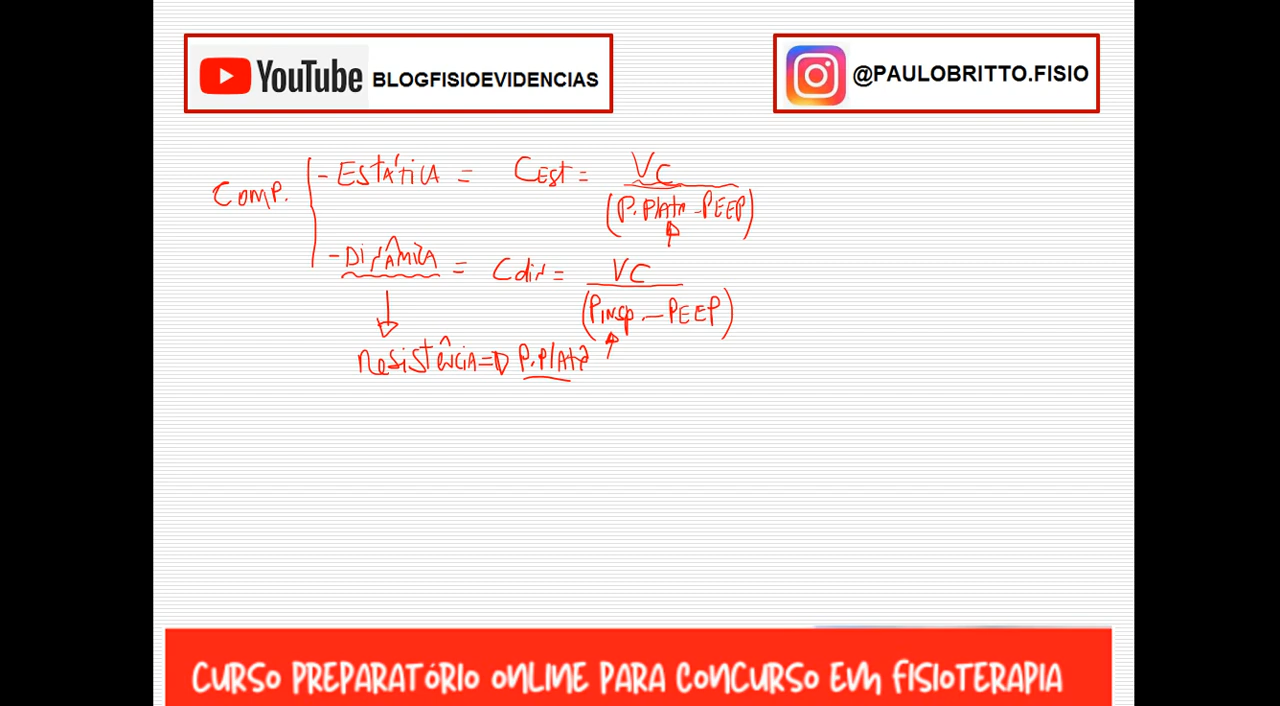 YouTube BLOGFISIOEVIDENCIAS
@PAULOBRITTO.FISIO
COMP.
- ESTÁTICA = CEST = VC
(P.PLATÔ - PEEP)
- DINÂMICA = Cdin = VC
(PINSP. - PEEP)
ResistêNCIA => P.PLATÔ
CURSO PREPARATÓRIO ONLINE PARA CONCURSO EM FISIOTERAPIA